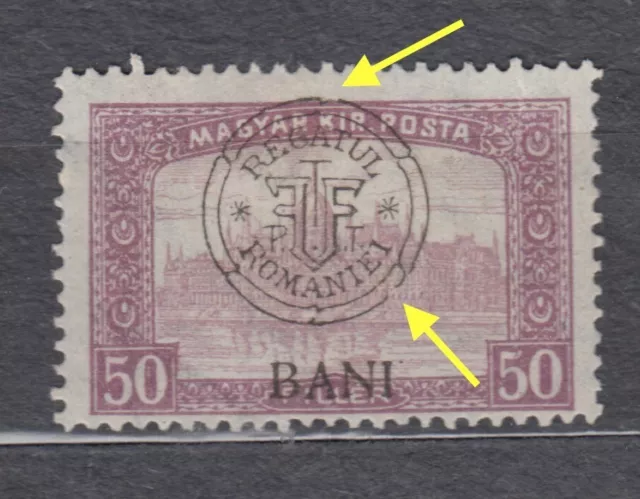 MAGYAR KIR. POSTA
REGATUL
P. T. T.
ROMANIEI
50 BANI 50